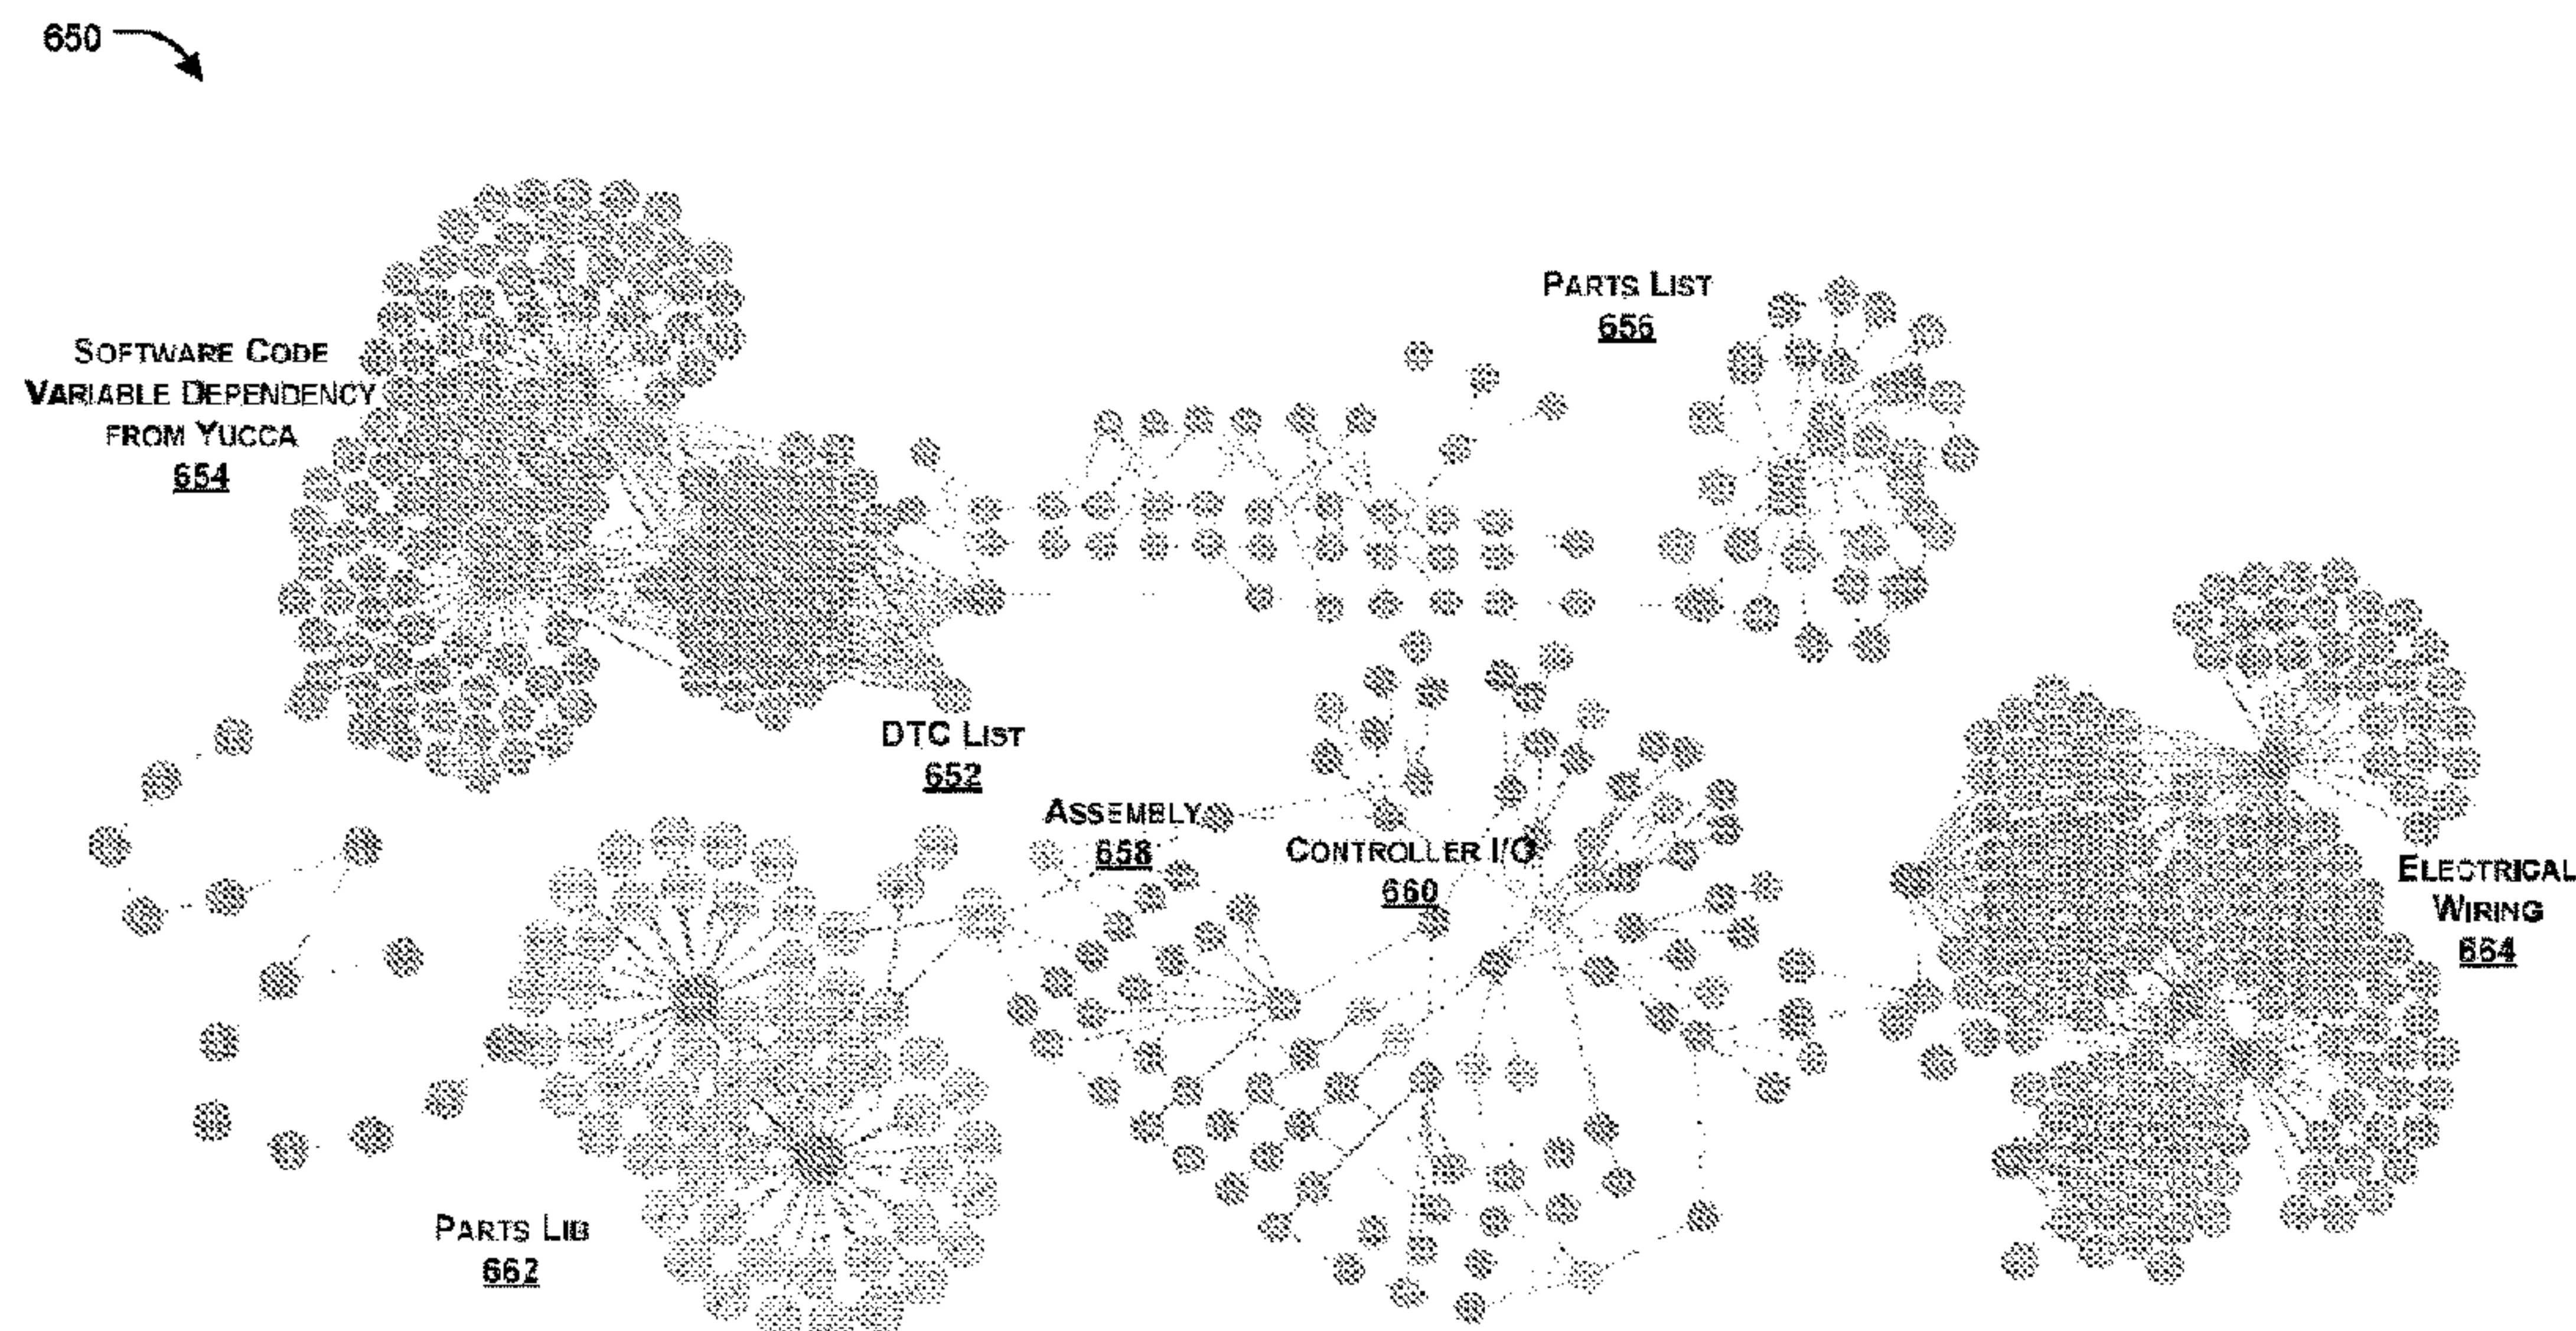 650
PARTS LIST
656
SOFTWARE CODE
VARIABLE DEPENDENCY
FROM YUCCA
654
DTC LIST
652
ASSEMBLY
658
CONTROLLER I/O
660
ELECTRICAL
WIRING
664
PARTS LIB
662